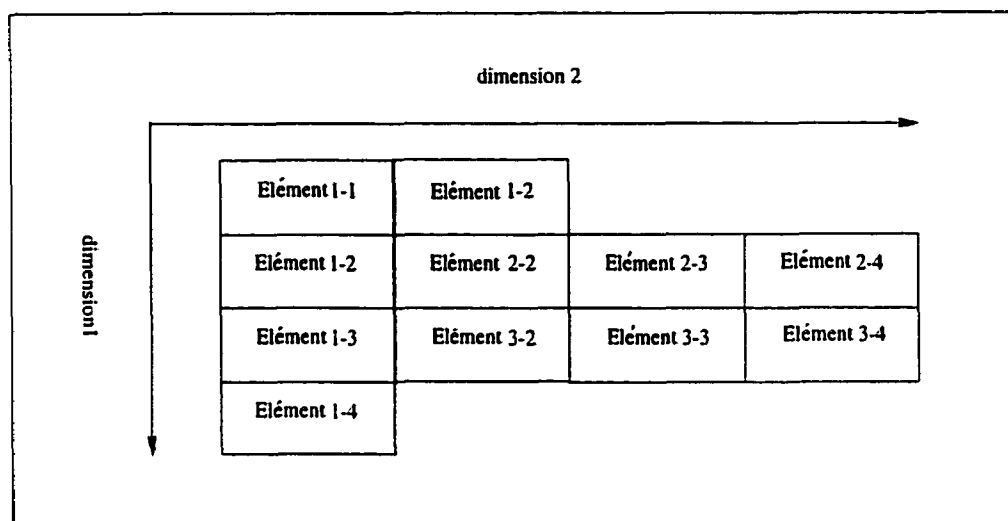 dimension 2
dimension1
Elément 1-1 Elément 1-2
Elément 1-2 Elément 2-2 Elément 2-3 Elément 2-4
Elément 1-3 Elément 3-2 Elément 3-3 Elément 3-4
Elément 1-4